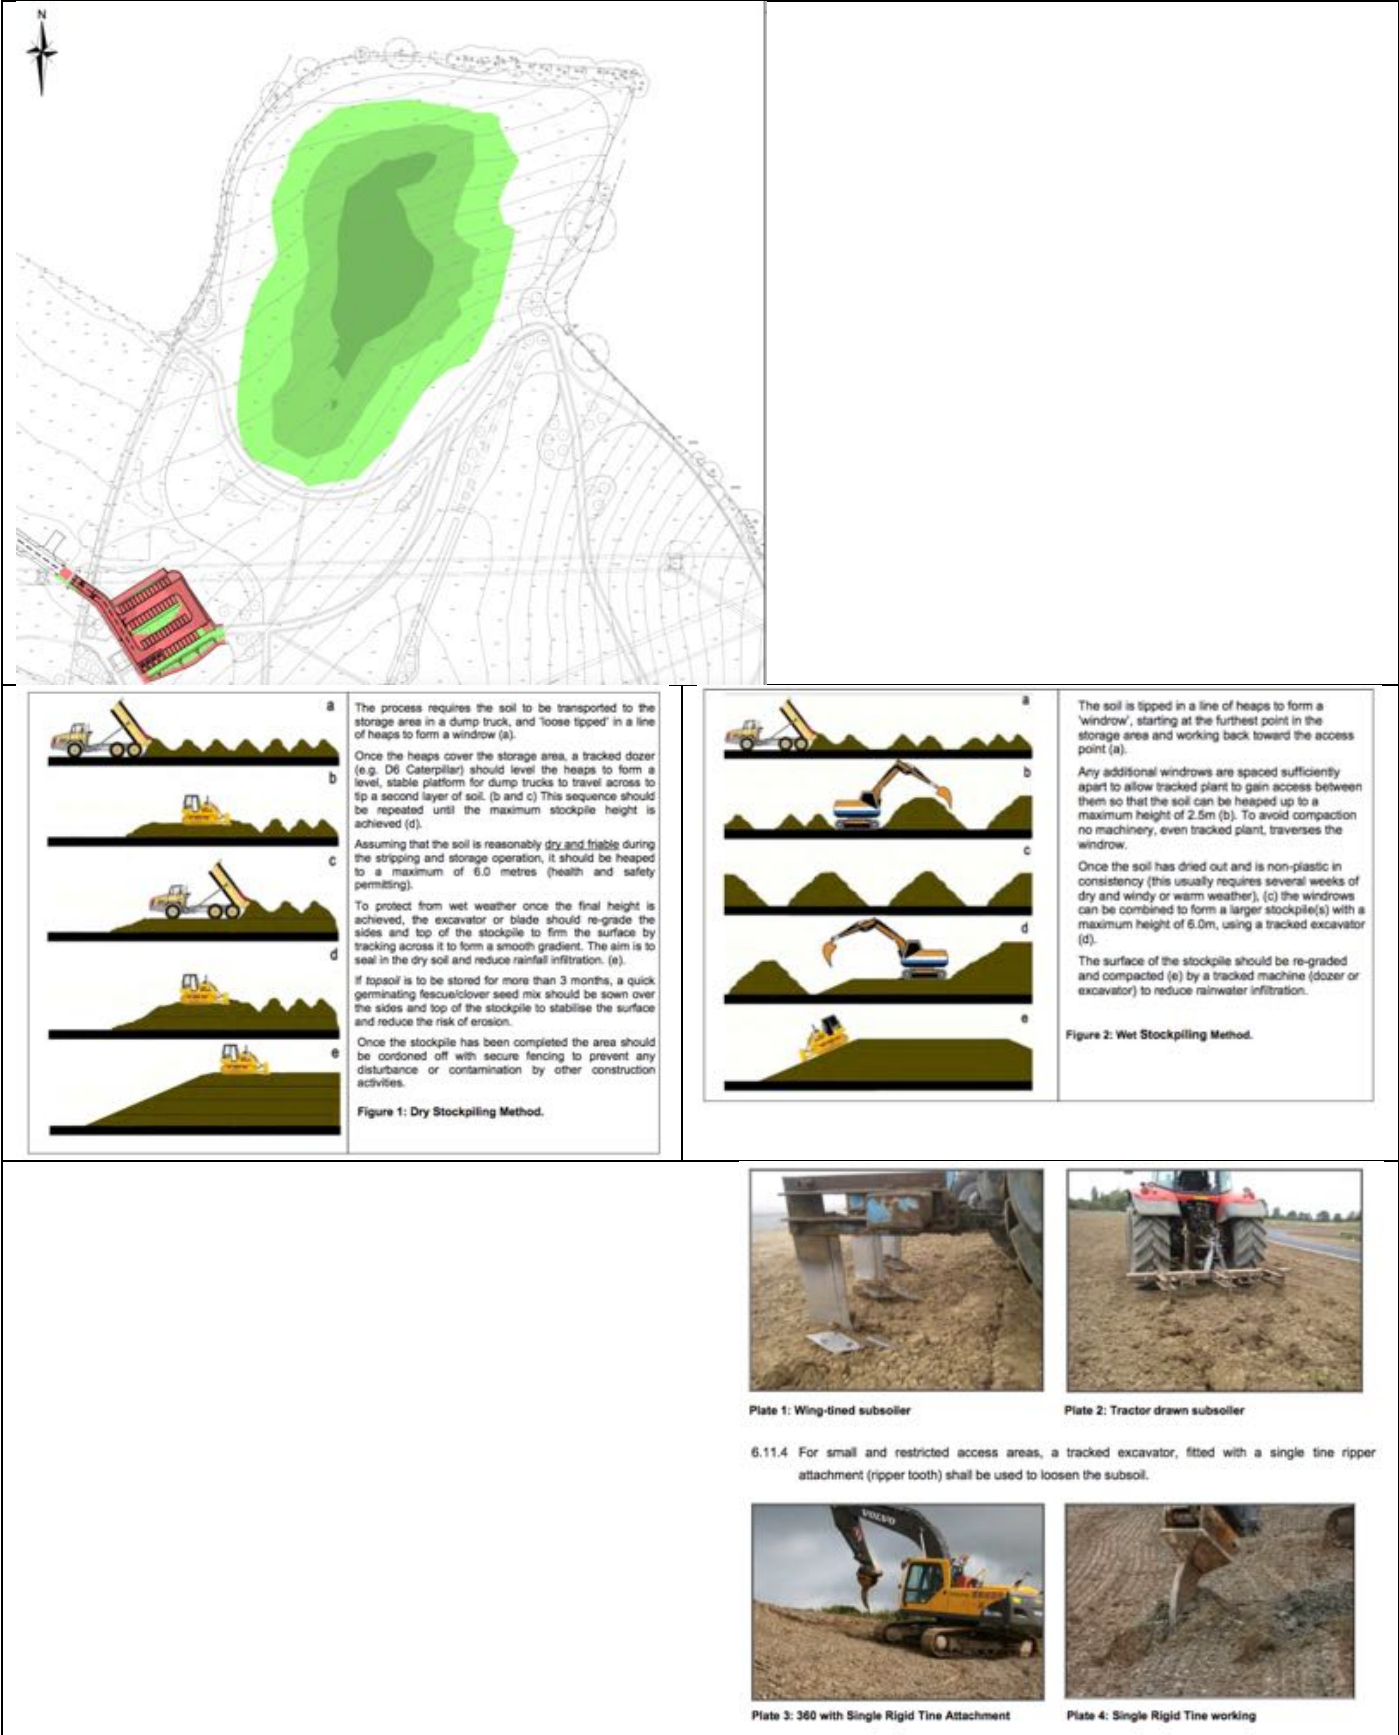 N
a
b
c
d
e
The process requires the soil to be transported to the
storage area in a dump truck, and 'loose tipped' in a line
of heaps to form a windrow (a).
Once the heaps cover the storage area, a tracked dozer
(e.g. D6 Caterpillar) should level the heaps to form a
level, stable platform for dump trucks to travel across to
tip a second layer of soil. (b and c) This sequence should
be repeated until the maximum stockpile height is
achieved (d).
Assuming that the soil is reasonably dry and friable during
the stripping and storage operation, it should be heaped
to a maximum of 6.0 metres (health and safety
permitting).
To protect from wet weather once the final height is
achieved, the excavator or blade should re-grade the
sides and top of the stockpile to firm the surface by
tracking across it to form a smooth gradient. The aim is to
seal in the dry soil and reduce rainfall infiltration. (e).
If topsoil is to be stored for more than 3 months, a quick
germinating fescue/clover seed mix should be sown over
the sides and top of the stockpile to stabilise the surface
and reduce the risk of erosion.
Once the stockpile has been completed the area should
be cordoned off with secure fencing to prevent any
disturbance or contamination by other construction
activities.
Figure 1: Dry Stockpiling Method.
a
b
c
d
e
The soil is tipped in a line of heaps to form a
'windrow', starting at the furthest point in the
storage area and working back toward the access
point (a).
Any additional windrows are spaced sufficiently
apart to allow tracked plant to gain access between
them so that the soil can be heaped up to a
maximum height of 2.5m (b). To avoid compaction
no machinery, even tracked plant, traverses the
windrow.
Once the soil has dried out and is non-plastic in
consistency (this usually requires several weeks of
dry and windy or warm weather), (c) the windrows
can be combined to form a larger stockpile(s) with a
maximum height of 6.0m, using a tracked excavator
(d).
The surface of the stockpile should be re-graded
and compacted (e) by a tracked machine (dozer or
excavator) to reduce rainwater infiltration.
Figure 2: Wet Stockpiling Method.
Plate 1: Wing-tined subsoiler
Plate 2: Tractor drawn subsoiler
6.11.4 For small and restricted access areas, a tracked excavator, fitted with a single tine ripper
attachment (ripper tooth) shall be used to loosen the subsoil.
VOLVO
Plate 3: 360 with Single Rigid Tine Attachment
Plate 4: Single Rigid Tine working